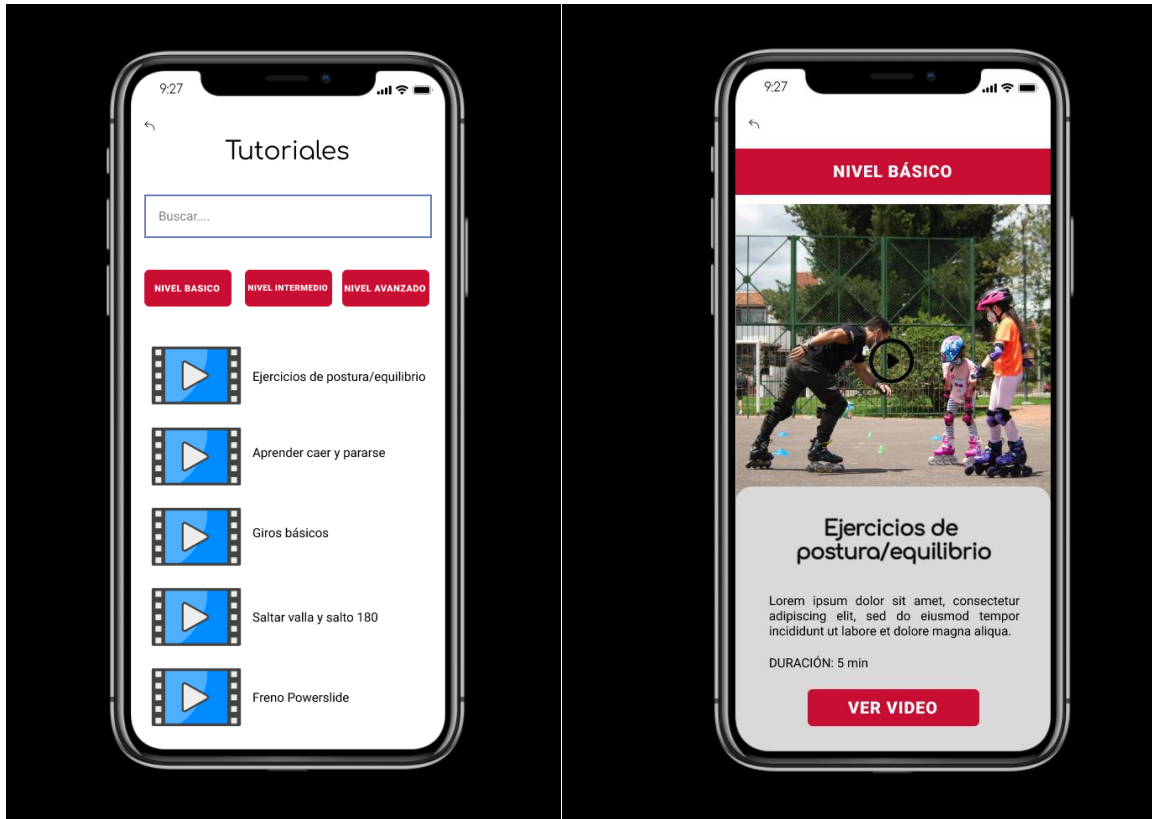 9:27
Tutoriales
Buscar....
NIVEL BASICO
NIVEL INTERMEDIO
NIVEL AVANZADO
Ejercicios de postura/equilibrio
Aprender caer y pararse
Giros básicos
Saltar valla y salto 180
Freno Powerslide
9:27
NIVEL BÁSICO
Ejercicios de
postura/equilibrio
Lorem ipsum dolor sit amet, consectetur
adipiscing elit, sed do eiusmod tempor
incididunt ut labore et dolore magna aliqua.
DURACIÓN: 5 min
VER VIDEO